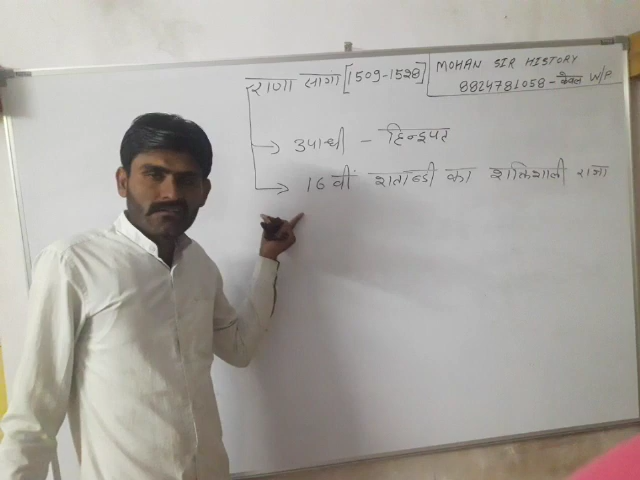 राणा सागा [1509-1528]
MOHAN SIR HISTORY
8824781058 - केवल W/P
उपाधी - हिन्दूपत
16 वीं शताब्दी का शक्तिशाली राजा